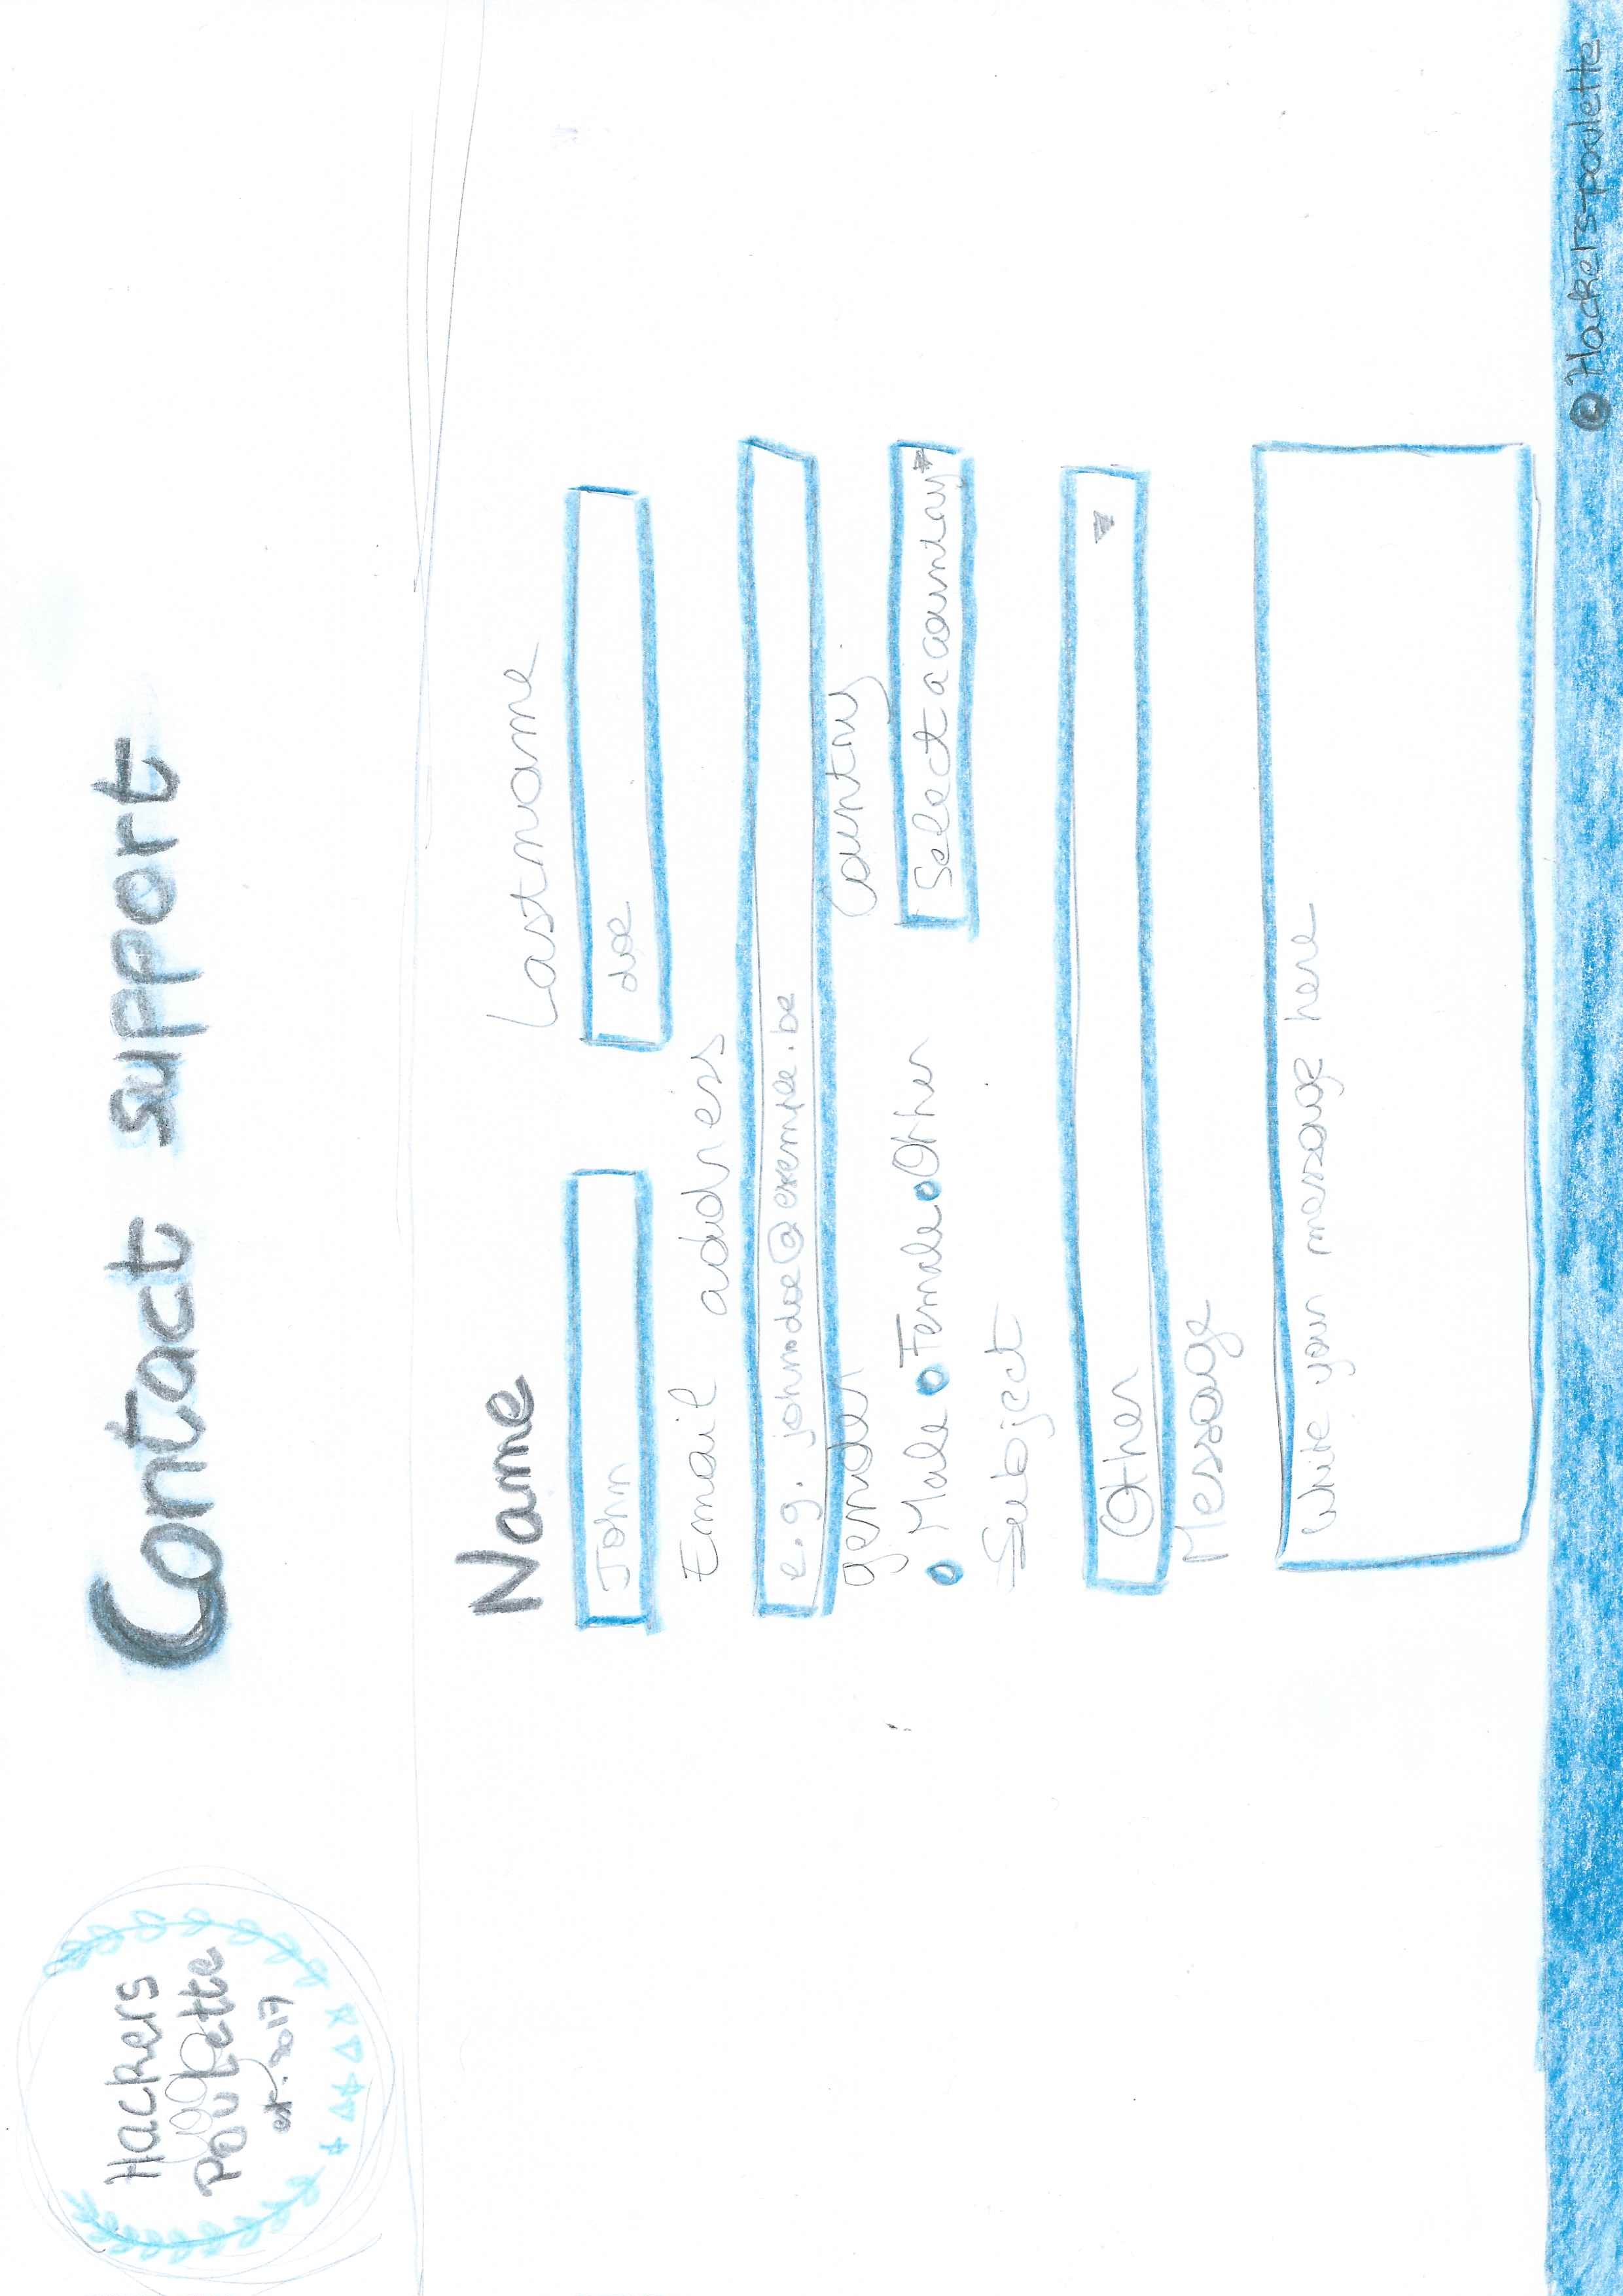 Hackers
Poulette
est. 2017
Contact support
Name
Lastname
John
doe
Email address
e.g. johndoe@exemple.be
gender
Country
Male Female Other
Select a country
Subject
Other
Message
Write your message here
© Hackers-poulette